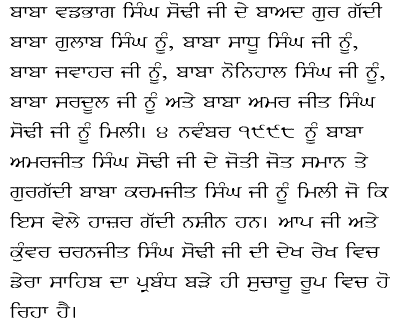 ਬਾਬਾ ਵਡਭਾਗ ਸਿੰਘ ਸੋਢੀ ਜੀ ਦੇ ਬਾਅਦ ਗੁਰ ਗੱਦੀ
ਬਾਬਾ ਗੁਲਾਬ ਸਿੰਘ ਨੂੰ, ਬਾਬਾ ਸਾਧੂ ਸਿੰਘ ਜੀ ਨੂੰ,
ਬਾਬਾ ਜਵਾਹਰ ਜੀ ਨੂੰ, ਬਾਬਾ ਨੋਨਿਹਾਲ ਸਿੰਘ ਜੀ ਨੂੰ,
ਬਾਬਾ ਸਰਦੂਲ ਜੀ ਨੂੰ ਅਤੇ ਬਾਬਾ ਅਮਰ ਜੀਤ ਸਿੰਘ
ਸੋਢੀ ਜੀ ਨੂੰ ਮਿਲੀ। ੪ ਨਵੰਬਰ ੧੯੯੮ ਨੂੰ ਬਾਬਾ
ਅਮਰਜੀਤ ਸਿੰਘ ਸੋਢੀ ਜੀ ਦੇ ਜੋਤੀ ਜੋਤ ਸਮਾਨ ਤੇ
ਗੁਰਗੱਦੀ ਬਾਬਾ ਕਰਮਜੀਤ ਸਿੰਘ ਜੀ ਨੂੰ ਮਿਲੀ ਜੋ ਕਿ
ਇਸ ਵੇਲੇ ਹਾਜ਼ਰ ਗੱਦੀ ਨਸ਼ੀਨ ਹਨ। ਆਪ ਜੀ ਅਤੇ
ਕੁੰਵਰ ਚਰਨਜੀਤ ਸਿੰਘ ਸੋਢੀ ਜੀ ਦੀ ਦੇਖ ਰੇਖ ਵਿਚ
ਡੇਰਾ ਸਾਹਿਬ ਦਾ ਪ੍ਰਬੰਧ ਬੜੇ ਹੀ ਸੁਚਾਰੂ ਰੂਪ ਵਿਚ ਹੋ
ਰਿਹਾ ਹੈ।